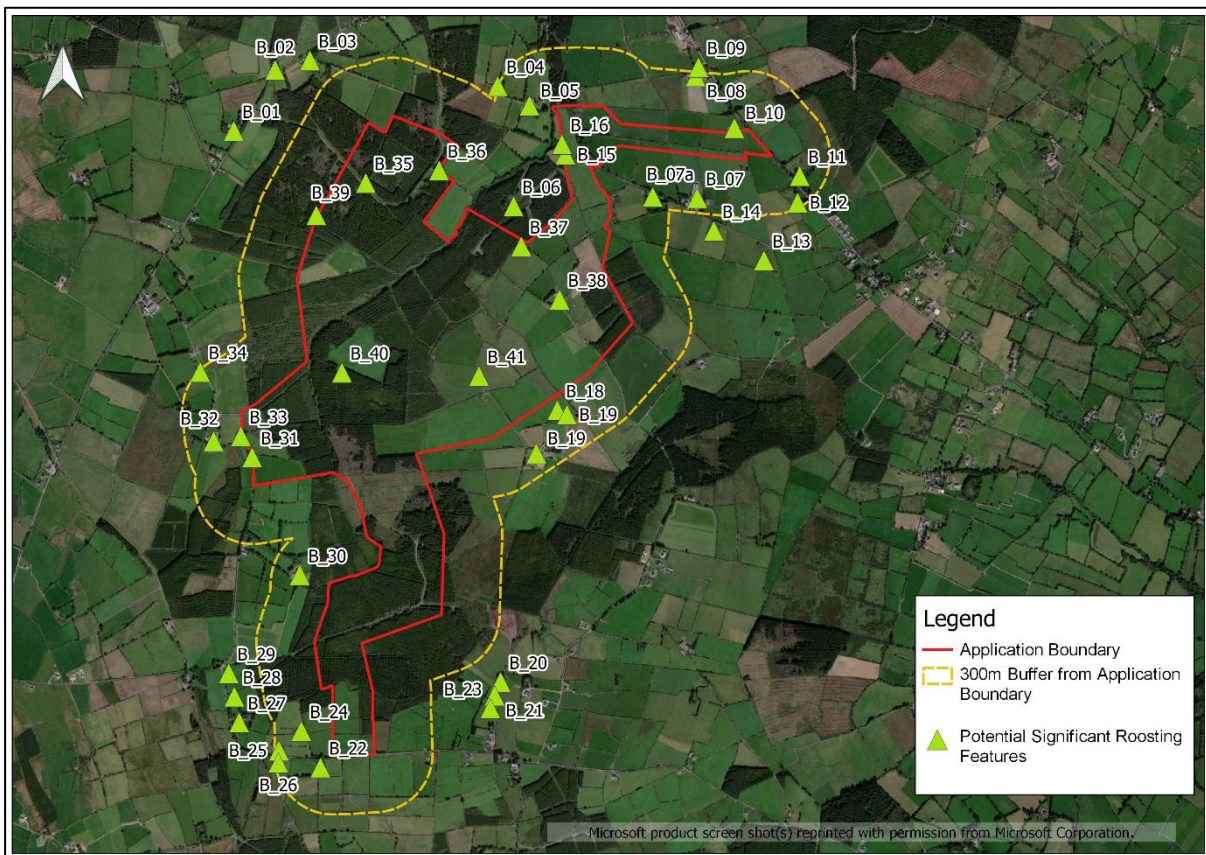 B_02
B_03
B_01
B_04
B_05
B_09
B_08
B_10
B_16
B_15
B_11
B_12
B_35
B_36
B_39
B_06
B_07a
B_07
B_37
B_14
B_13
B_38
B_34
B_40
B_41
B_18
B_19
B_32
B_33
B_31
B_19
B_30
B_29
B_28
B_27
B_20
B_23
B_21
B_24
B_25
B_22
B_26
Legend
Application Boundary
300m Buffer from Application
Boundary
Potential Significant Roosting
Features
Microsoft product screen shot(s) reprinted with permission from Microsoft Corporation.